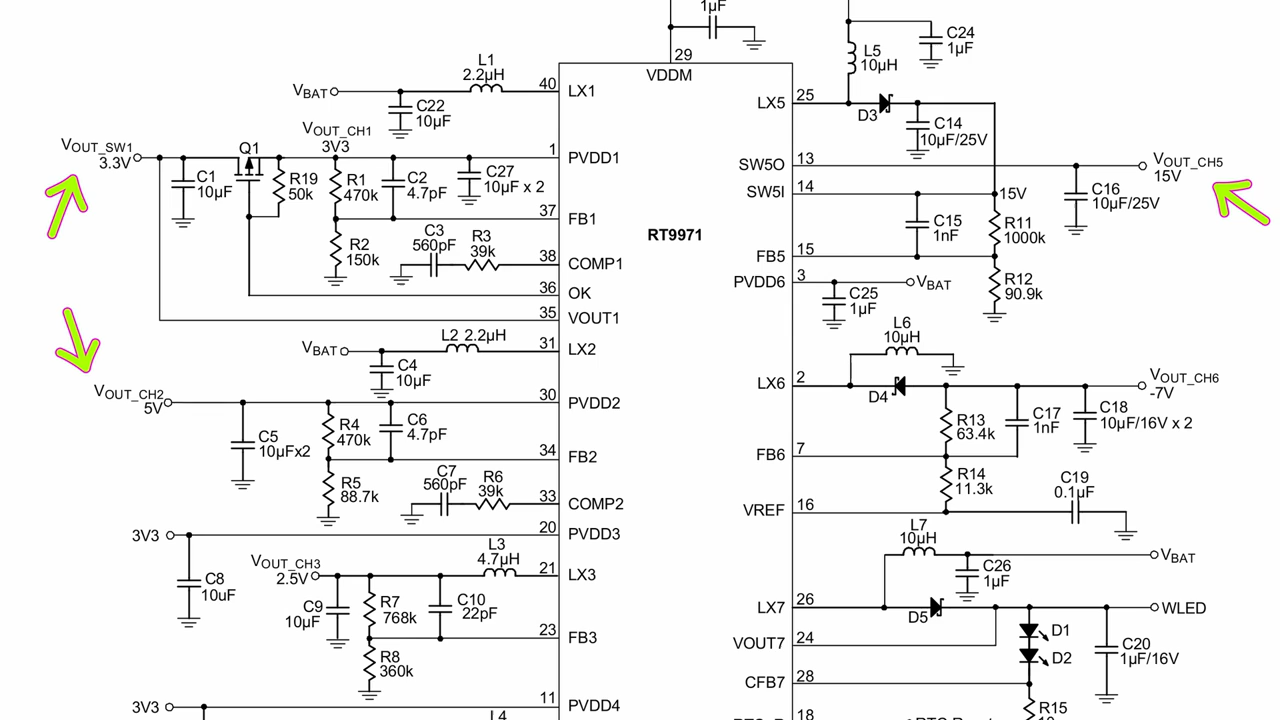 1µF
29
VDDM
RT9971
L1
2.2µH
VBAT
C22
10µF
40
LX1
VOUT_SW1
3.3V
C1
10µF
Q1
R19
50k
VOUT_CH1
3V3
R1
470k
C2
4.7pF
C27
10µF x 2
1
PVDD1
37
FB1
R2
150k
C3
560pF
R3
39k
38
COMP1
36
OK
35
VOUT1
VBAT
L2 2.2µH
C4
10µF
31
LX2
VOUT_CH2
5V
C5
10µFx2
R4
470k
C6
4.7pF
30
PVDD2
34
FB2
R5
88.7k
C7
560pF
R6
39k
33
COMP2
3V3
20
PVDD3
C8
10uF
VOUT_CH3
2.5V
L3
4.7µH
21
LX3
C9
10µF
R7
768k
C10
22pF
23
FB3
R8
360k
3V3
11
PVDD4
L4
L5
10µH
C24
1µF
LX5
25
D3
C14
10µF/25V
SW5O
13
VOUT_CH5
15V
C16
10µF/25V
SW5I
14
15V
C15
1nF
R11
1000k
FB5
15
PVDD6
3
VBAT
C25
1µF
R12
90.9k
L6
10µH
LX6
2
D4
VOUT_CH6
-7V
R13
63.4k
C17
1nF
C18
10µF/16V x 2
FB6
7
R14
11.3k
C19
0.1µF
VREF
16
L7
10µH
VBAT
C26
1µF
LX7
26
D5
WLED
D1
D2
C20
1µF/16V
VOUT7
24
CFB7
28
R15
10
18